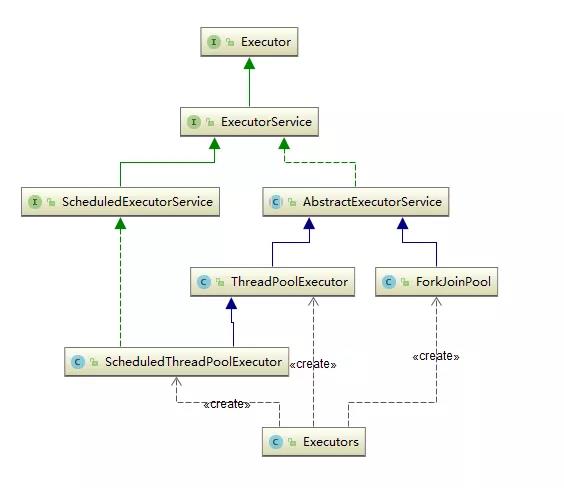 I Executor
I ExecutorService
I ScheduledExecutorService
C AbstractExecutorService
C ThreadPoolExecutor
C ForkJoinPool
C ScheduledThreadPoolExecutor
«create»
«create»
«create»
C Executors